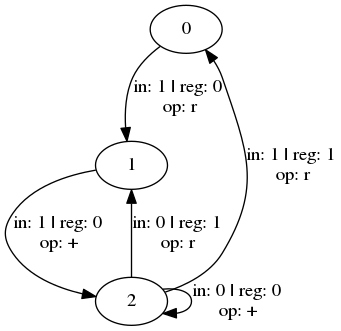 0
in: 1 | reg: 0
op: r
1
in: 1 | reg: 1
op: r
in: 1 | reg: 0
op: +
in: 0 | reg: 1
op: r
2
in: 0 | reg: 0
op: +